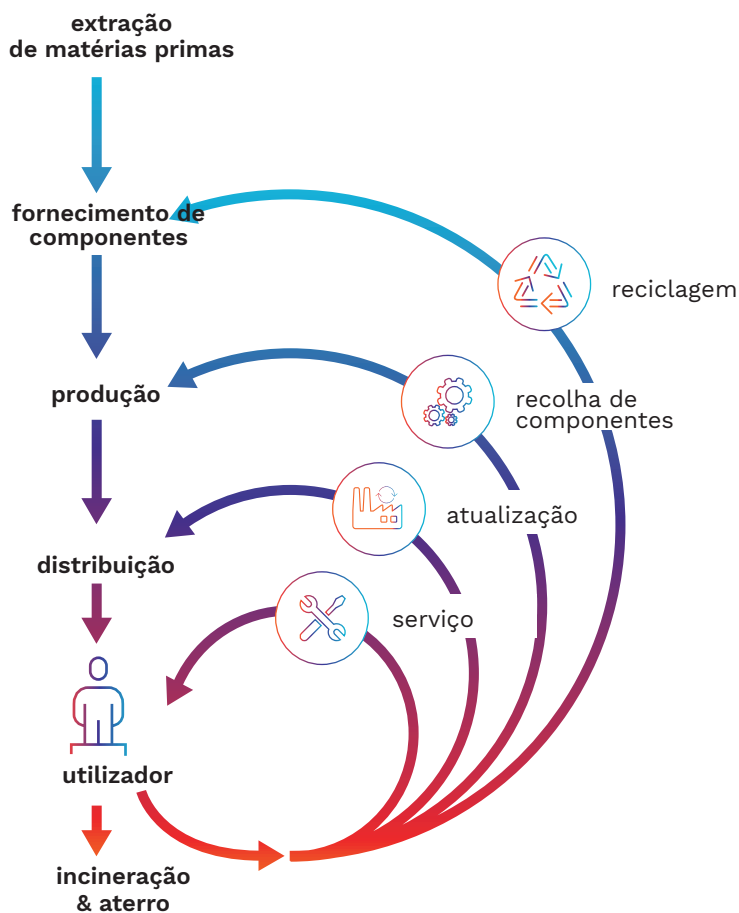 extração
de matérias primas
fornecimento de
componentes
reciclagem
produção
recolha de
componentes
atualização
distribuição
serviço
utilizador
incineração
& aterro